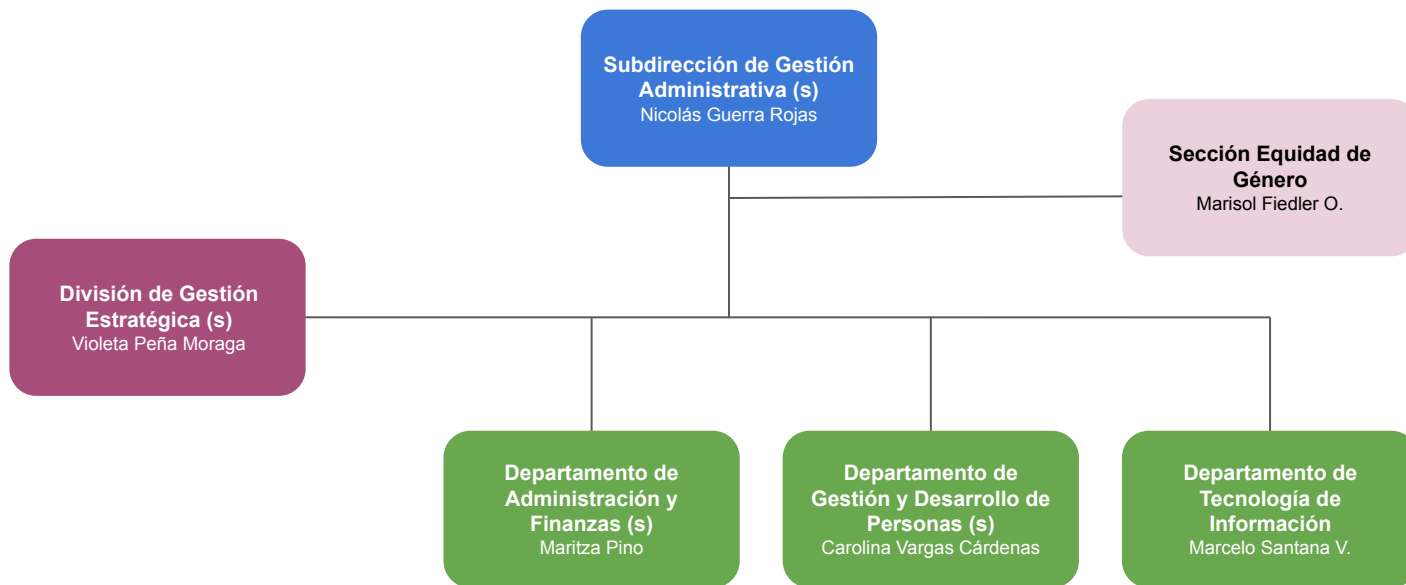 Subdirección de Gestión
Administrativa (s)
Nicolás Guerra Rojas
Sección Equidad de
Género
Marisol Fiedler O.
División de Gestión
Estratégica (s)
Violeta Peña Moraga
Departamento de
Administración y
Finanzas (s)
Maritza Pino
Departamento de
Gestión y Desarrollo de
Personas (s)
Carolina Vargas Cárdenas
Departamento de
Tecnología de
Información
Marcelo Santana V.